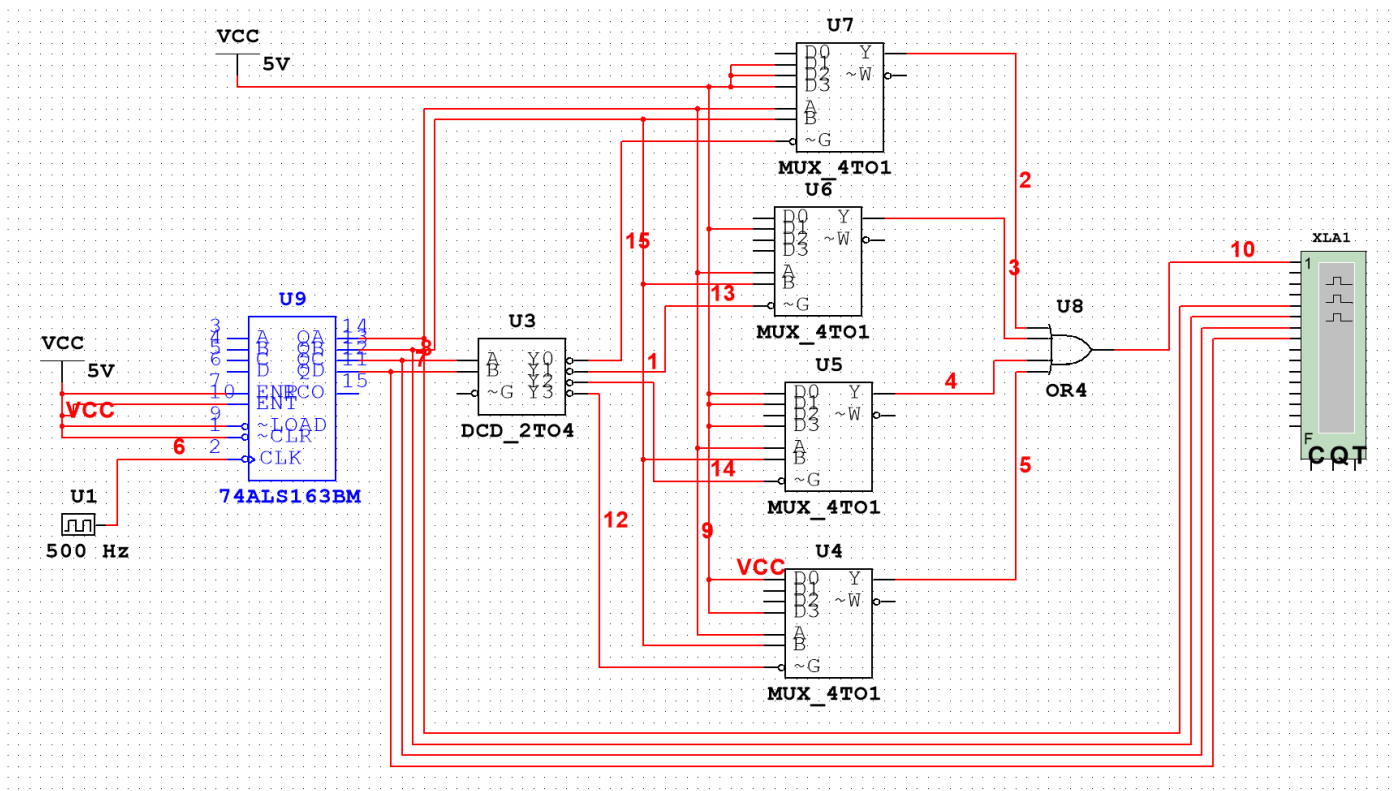 VCC
5V
U7
D0 Y
D1
D2 ~W
D3
A
B
~G
MUX_4TO1
2
U6
D0 Y
D1
D2 ~W
D3
A
B
~G
MUX_4TO1
15
13
3
10
XLA1
1
F
C Q T
U9
3
4
5
6
7
10
9
1
2
A QA
B QB
C QC
D QD
ENP RCO
ENT
~LOAD
~CLR
CLK
14
13
12
11
15
74ALS163BM
VCC
5V
VCC
6
U1
500 Hz
8
7
U3
A Y0
B Y1
Y2
~G Y3
DCD_2TO4
1
U8
OR4
U5
D0 Y
D1
D2 ~W
D3
A
B
~G
MUX_4TO1
4
14
5
12
9
U4
VCC
D0 Y
D1
D2 ~W
D3
A
B
~G
MUX_4TO1